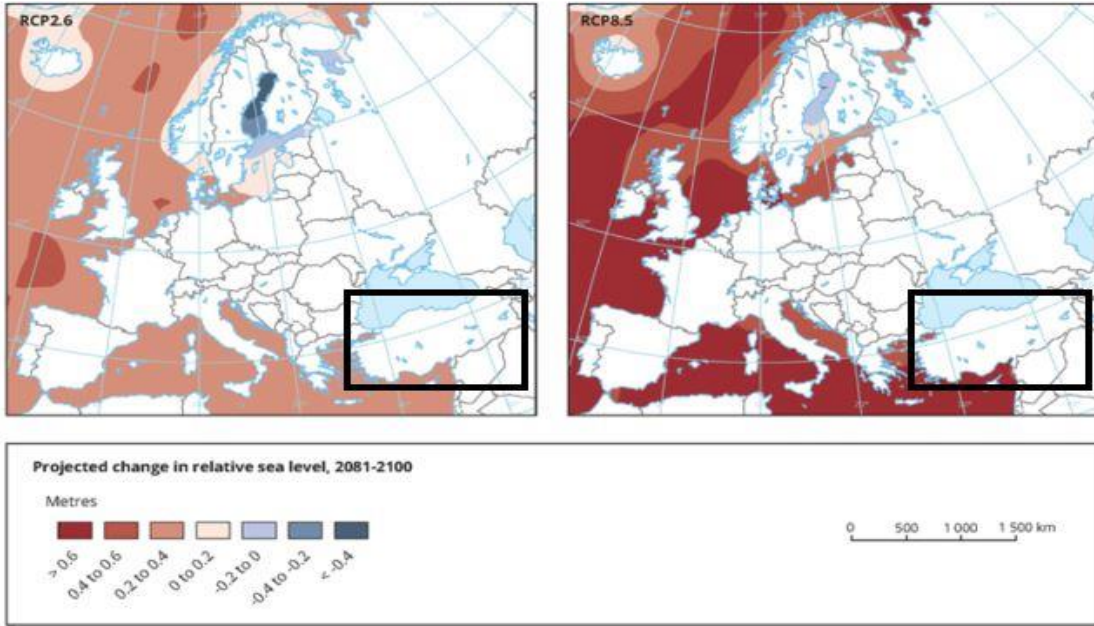 RCP2.6
RCP8.5
Projected change in relative sea level, 2081-2100
Metres
> 0.6
0.4 to 0.6
0.2 to 0.4
0 to 0.2
-0.2 to 0
-0.4 to -0.2
< -0.4
0 500 1 000 1 500 km